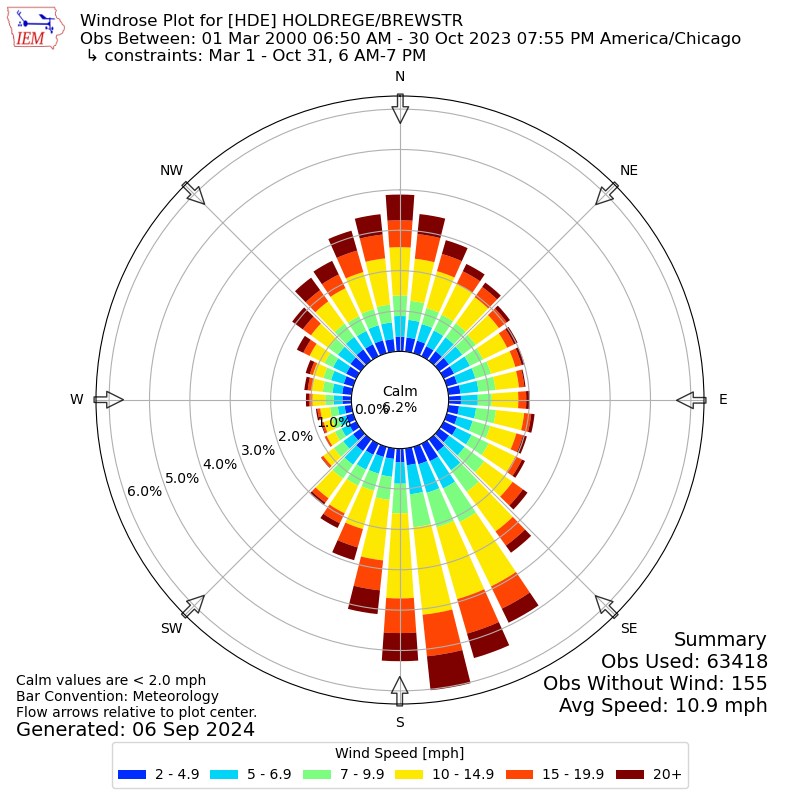 IEM
Windrose Plot for [HDE] HOLDREGE/BREWSTR
Obs Between: 01 Mar 2000 06:50 AM - 30 Oct 2023 07:55 PM America/Chicago
↳ constraints: Mar 1 - Oct 31, 6 AM-7 PM
N
NW
NE
W
E
Calm
6.2%
0.0%
1.0%
2.0%
3.0%
4.0%
5.0%
6.0%
SW
SE
S
Summary
Obs Used: 63418
Obs Without Wind: 155
Avg Speed: 10.9 mph
Calm values are < 2.0 mph
Bar Convention: Meteorology
Flow arrows relative to plot center.
Generated: 06 Sep 2024
Wind Speed [mph]
2 - 4.9 5 - 6.9 7 - 9.9 10 - 14.9 15 - 19.9 20+